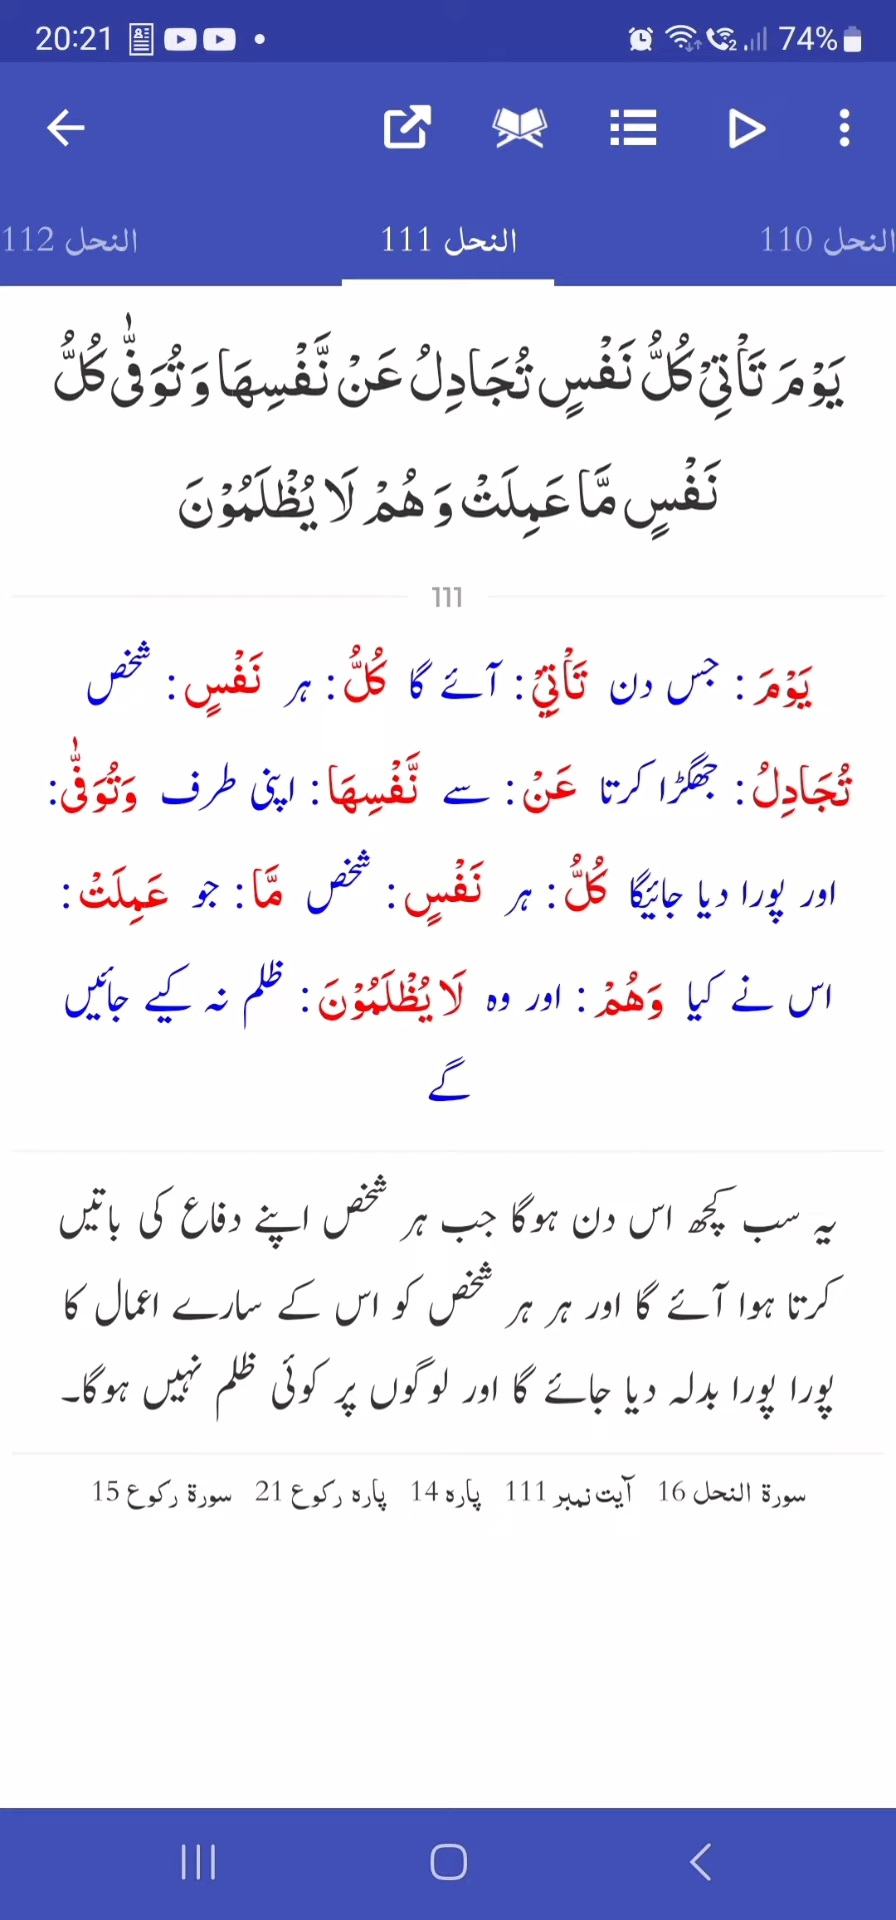 20:21 74%
النحل 110 النحل 111 النحل 112
يَوْمَ تَاْتِيْ كُلُّ نَفْسٍ تُجَادِلُ عَنْ نَّفْسِهَا وَ تُوَفّٰى كُلُّ
نَفْسٍ مَّا عَمِلَتْ وَ هُمْ لَا يُظْلَمُوْنَ
111
يَوْمَ : جس دن تَاْتِيْ : آئے گا كُلُّ : ہر نَفْسٍ : شخص
تُجَادِلُ : جھگڑا کرتا عَنْ : سے نَّفْسِهَا : اپنی طرف وَتُوَفّٰى :
اور پورا دیا جائیگا كُلُّ : ہر نَفْسٍ : شخص مَّا : جو عَمِلَتْ :
اس نے کیا وَهُمْ : اور وہ لَا يُظْلَمُوْنَ : ظلم نہ کیے جائیں
گے
یہ سب کچھ اس دن ہوگا جب ہر شخص اپنے دفاع کی باتیں
کرتا ہوا آئے گا اور ہر ہر شخص کو اس کے سارے اعمال کا
پورا پورا بدلہ دیا جائے گا اور لوگوں پر کوئی ظلم نہیں ہوگا۔
سورۃ النحل 16 آیت نمبر 111 پارہ 14 پارہ رکوع 21 سورۃ رکوع 15